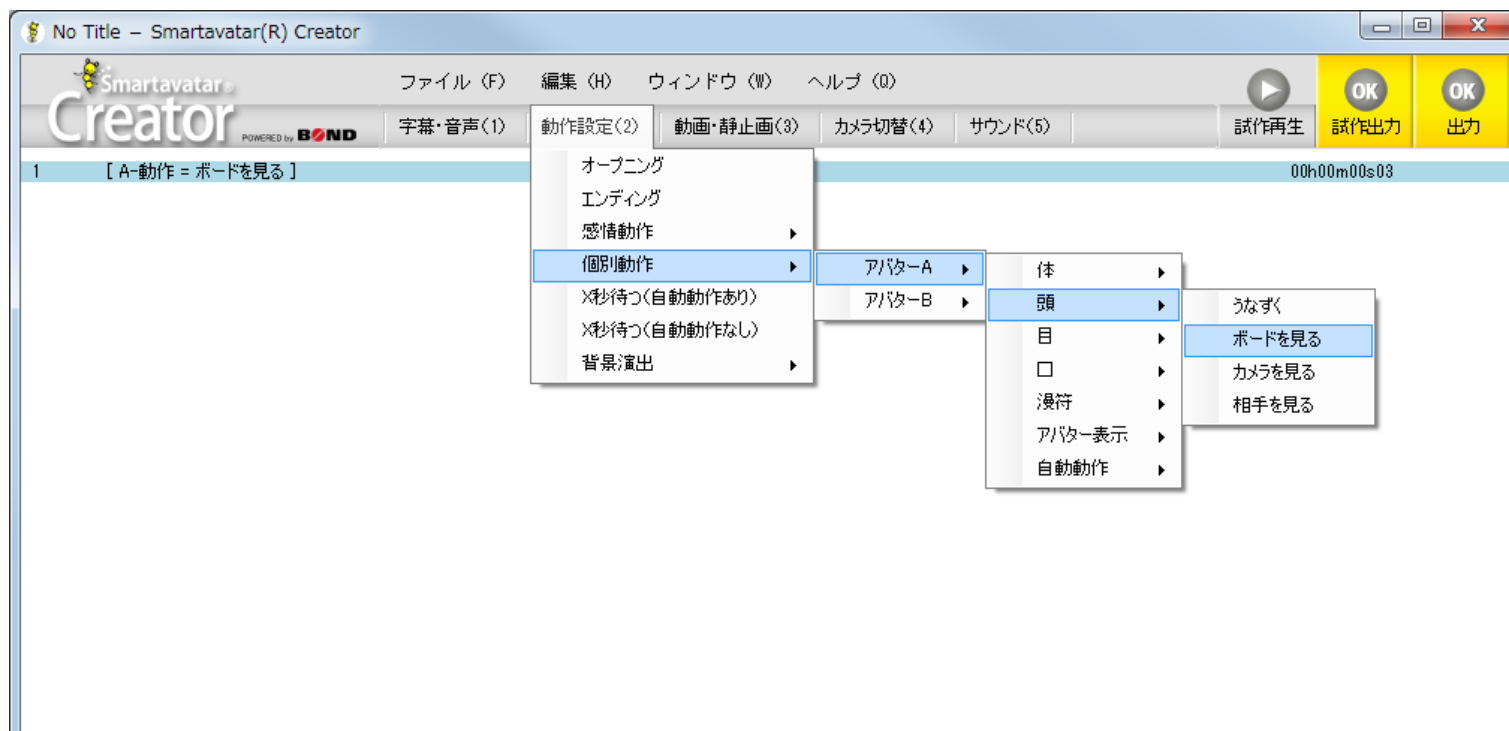 No Title – Smartavatar(R) Creator
Smartavatar®
Creator
POWERED by BOND
ファイル (F) 編集 (H) ウィンドウ (W) ヘルプ (Q)
字幕･音声(1) 動作設定(2) 動画･静止画(3) カメラ切替(4) サウンド(5)
試作再生
OK
試作出力
OK
出力
1 [ A-動作 = ボードを見る ] 00h00m00s03
オープニング
エンディング
感情動作
個別動作
X秒待つ(自動動作あり)
X秒待つ(自動動作なし)
背景演出
アバターA
アバターB
体
頭
目
口
漫符
アバター表示
自動動作
うなずく
ボードを見る
カメラを見る
相手を見る